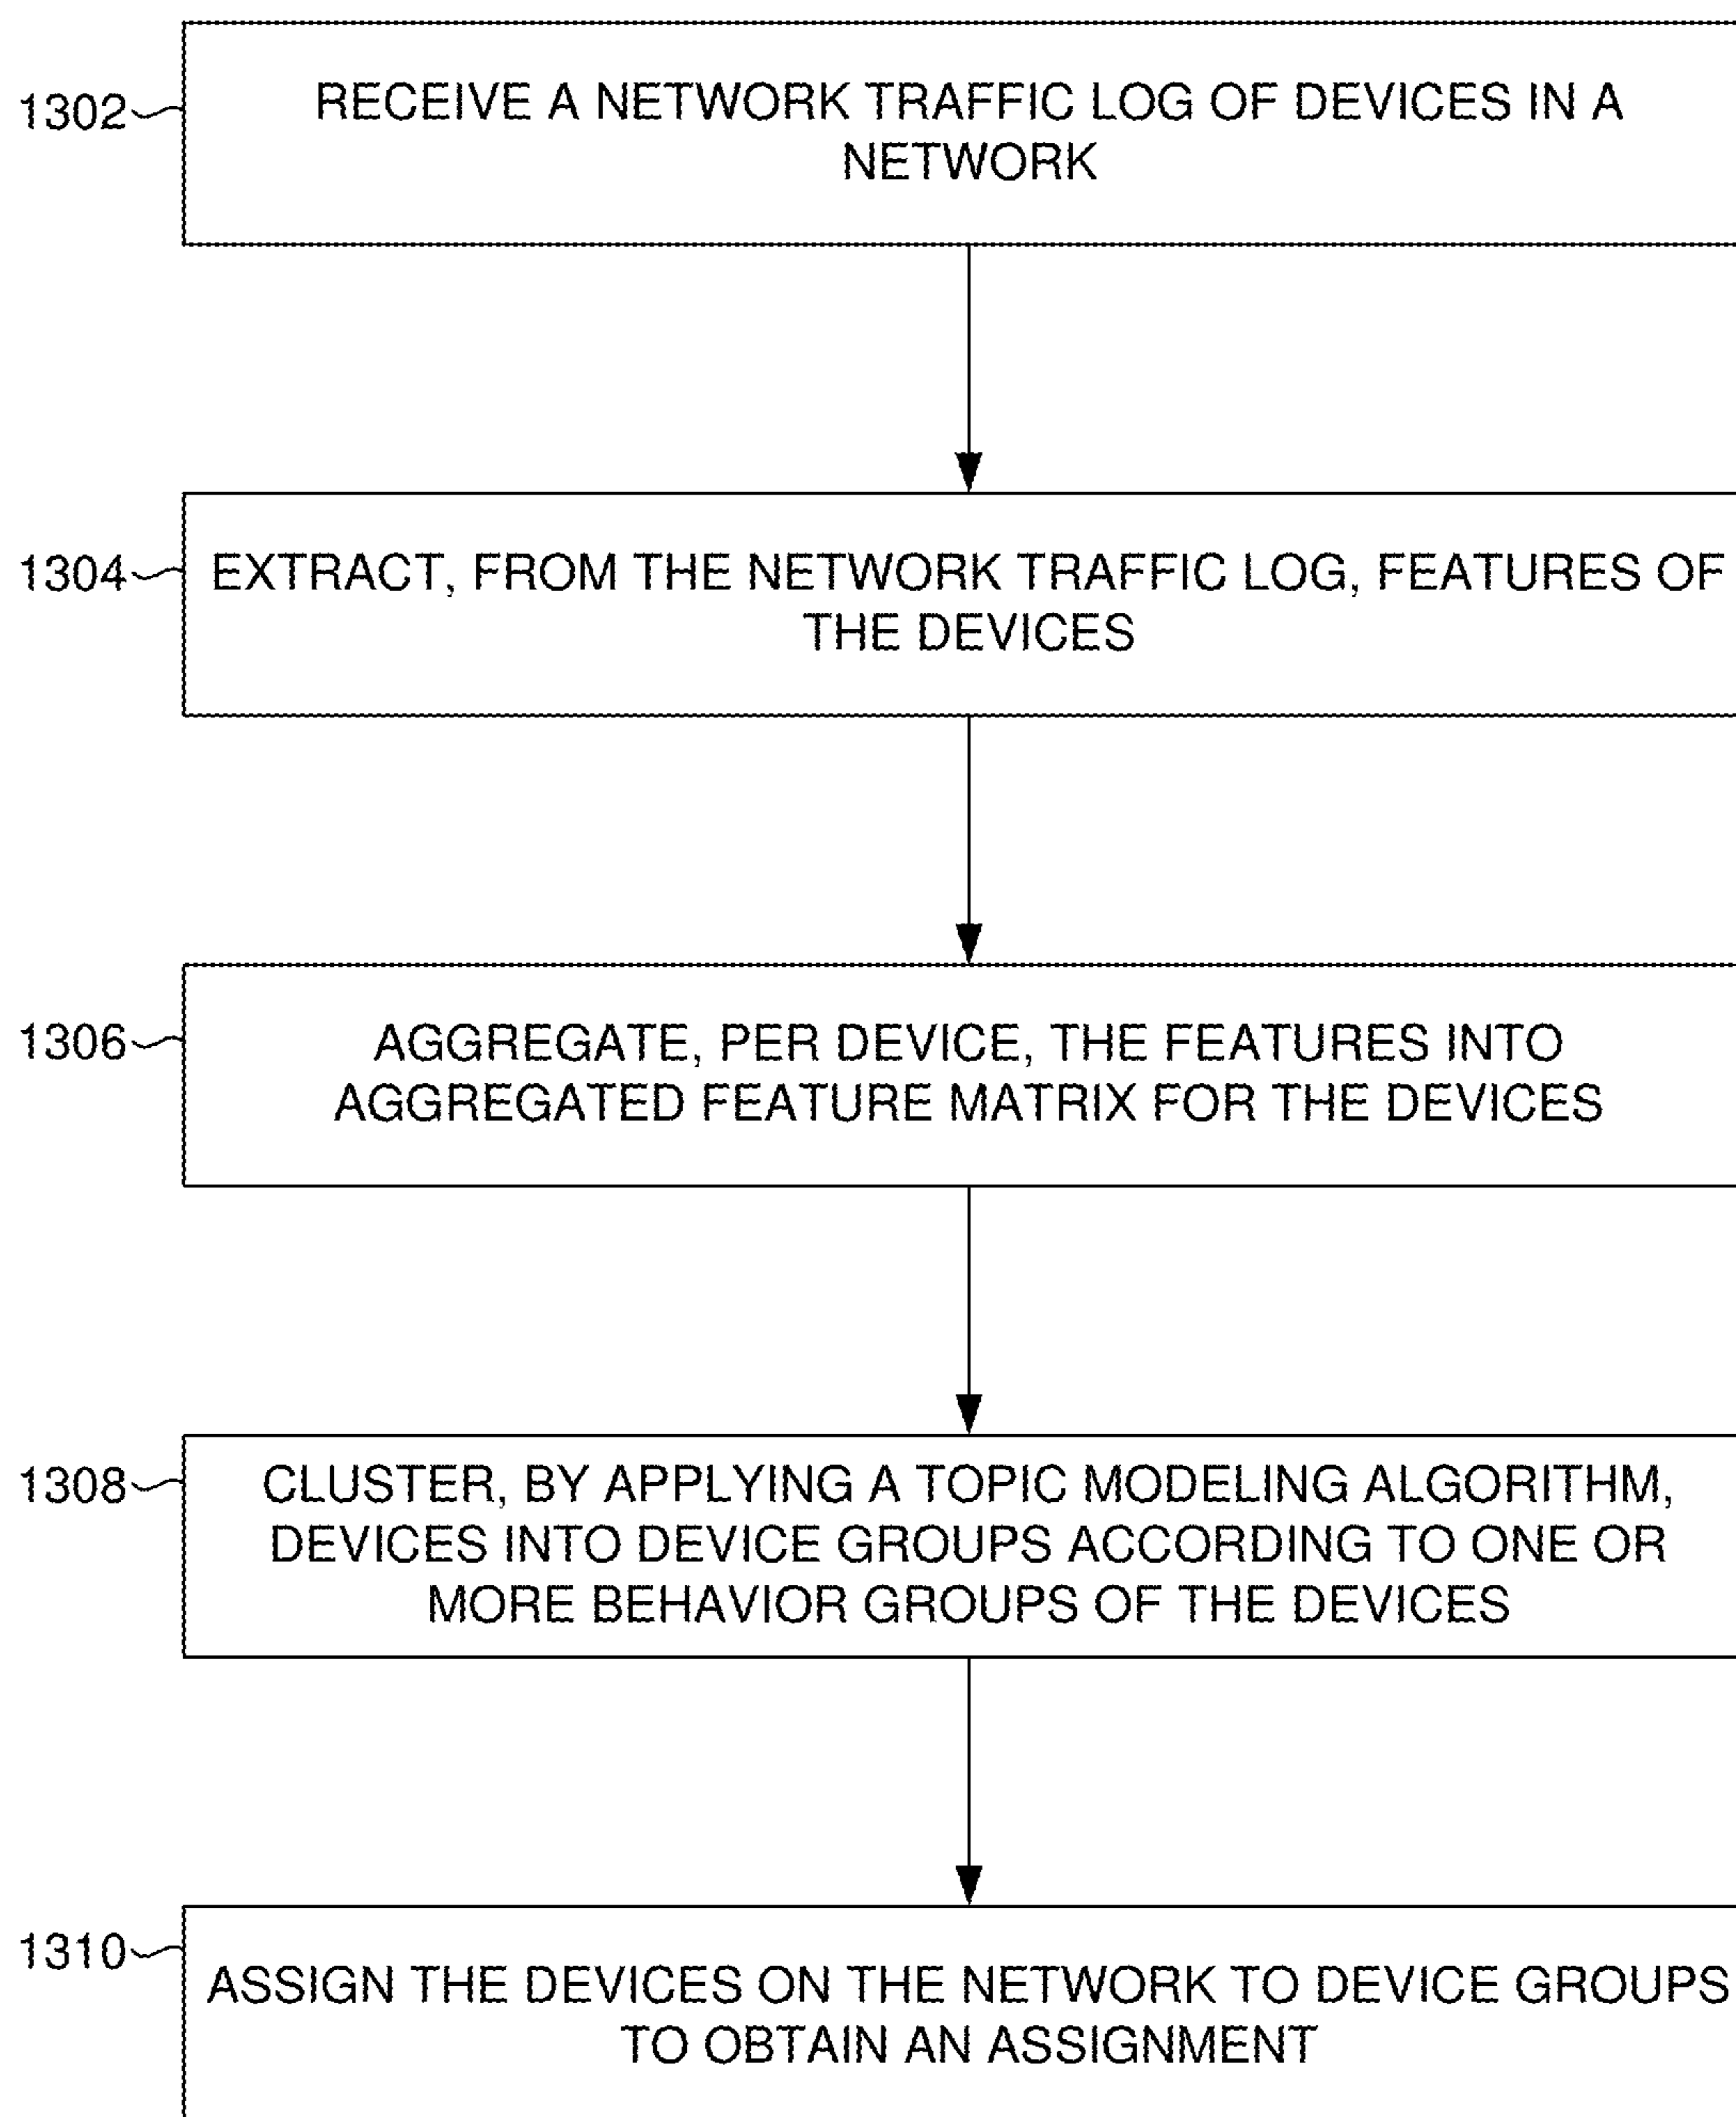 1302
RECEIVE A NETWORK TRAFFIC LOG OF DEVICES IN A
NETWORK
1304
EXTRACT, FROM THE NETWORK TRAFFIC LOG, FEATURES OF
THE DEVICES
1306
AGGREGATE, PER DEVICE, THE FEATURES INTO
AGGREGATED FEATURE MATRIX FOR THE DEVICES
1308
CLUSTER, BY APPLYING A TOPIC MODELING ALGORITHM,
DEVICES INTO DEVICE GROUPS ACCORDING TO ONE OR
MORE BEHAVIOR GROUPS OF THE DEVICES
1310
ASSIGN THE DEVICES ON THE NETWORK TO DEVICE GROUPS
TO OBTAIN AN ASSIGNMENT